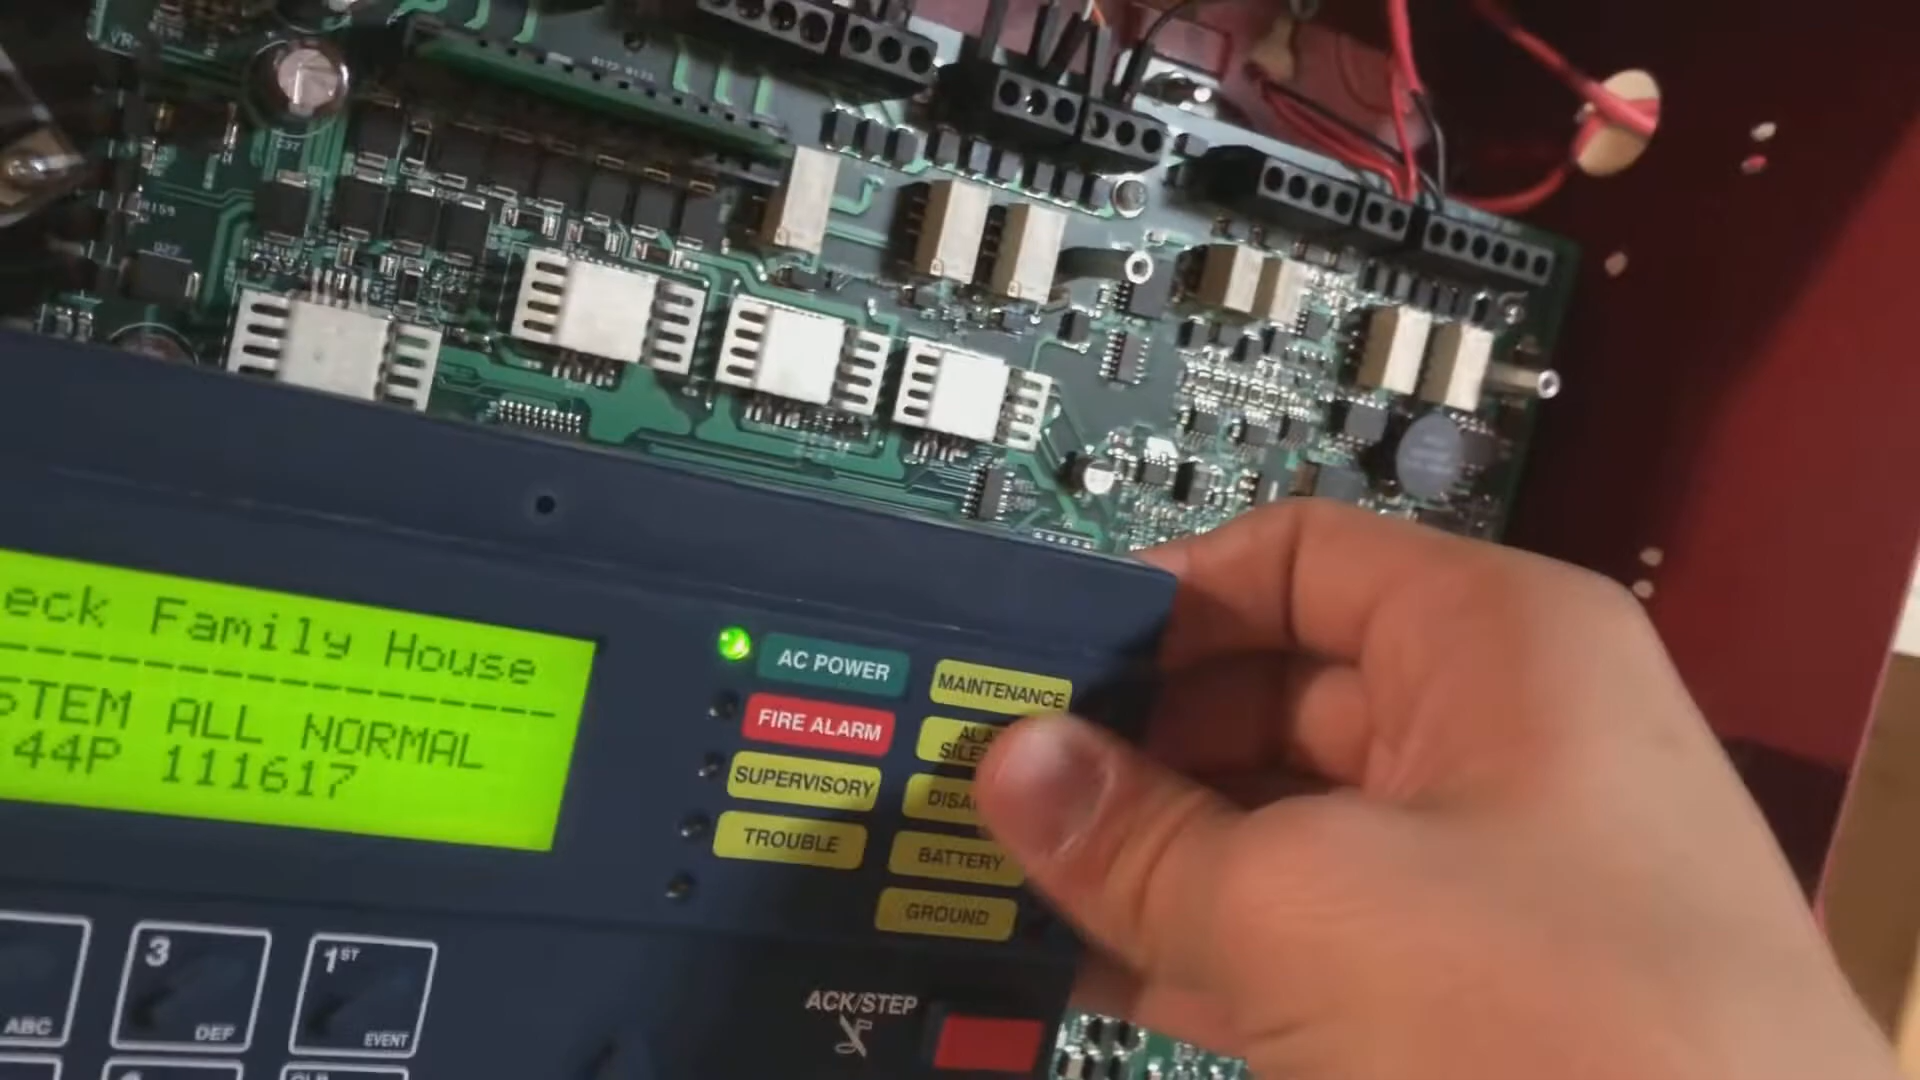 eck Family House
STEM ALL NORMAL
:44P 111617
AC POWER
FIRE ALARM
SUPERVISORY
TROUBLE
MAINTENANCE
BATTERY
GROUND
3
DEF
1ST
EVENT
ABC
ACK/STEP
C37